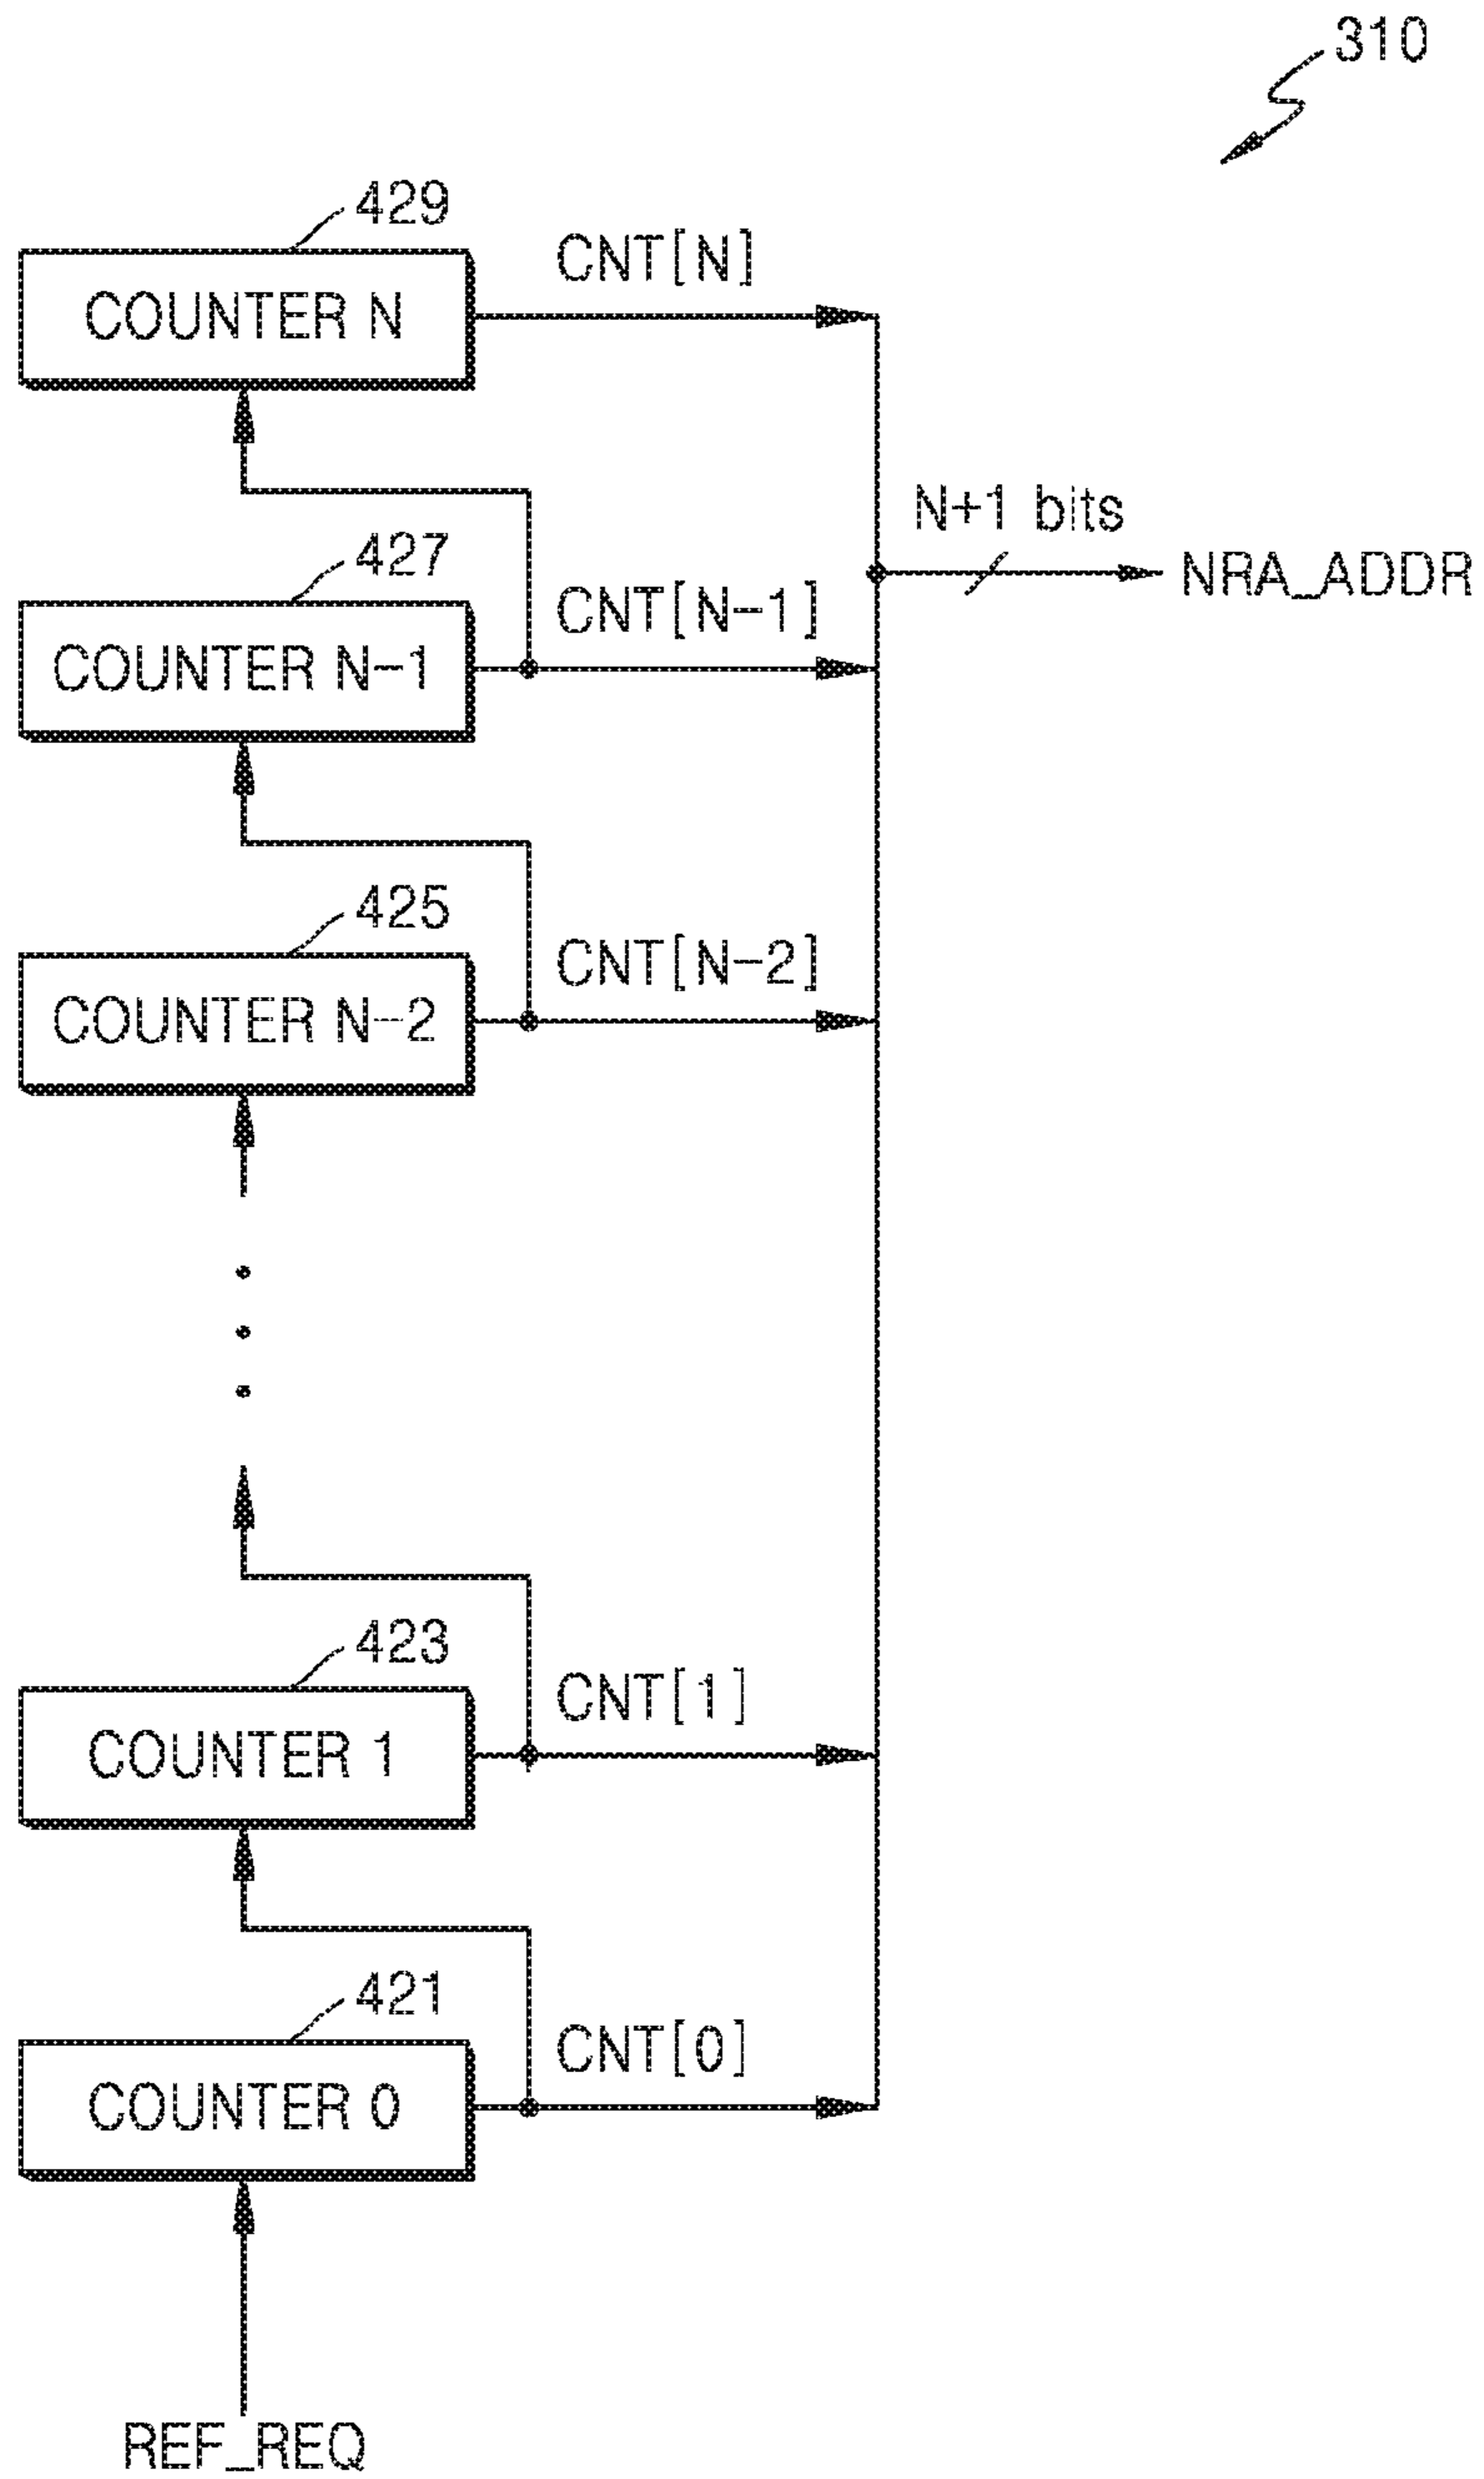 310
429
CNT[N]
COUNTER N
N+1 bits
NRA_ADDR
427
CNT[N-1]
COUNTER N-1
425
CNT[N-2]
COUNTER N-2
423
CNT[1]
COUNTER 1
421
CNT[0]
COUNTER 0
REF_REQ